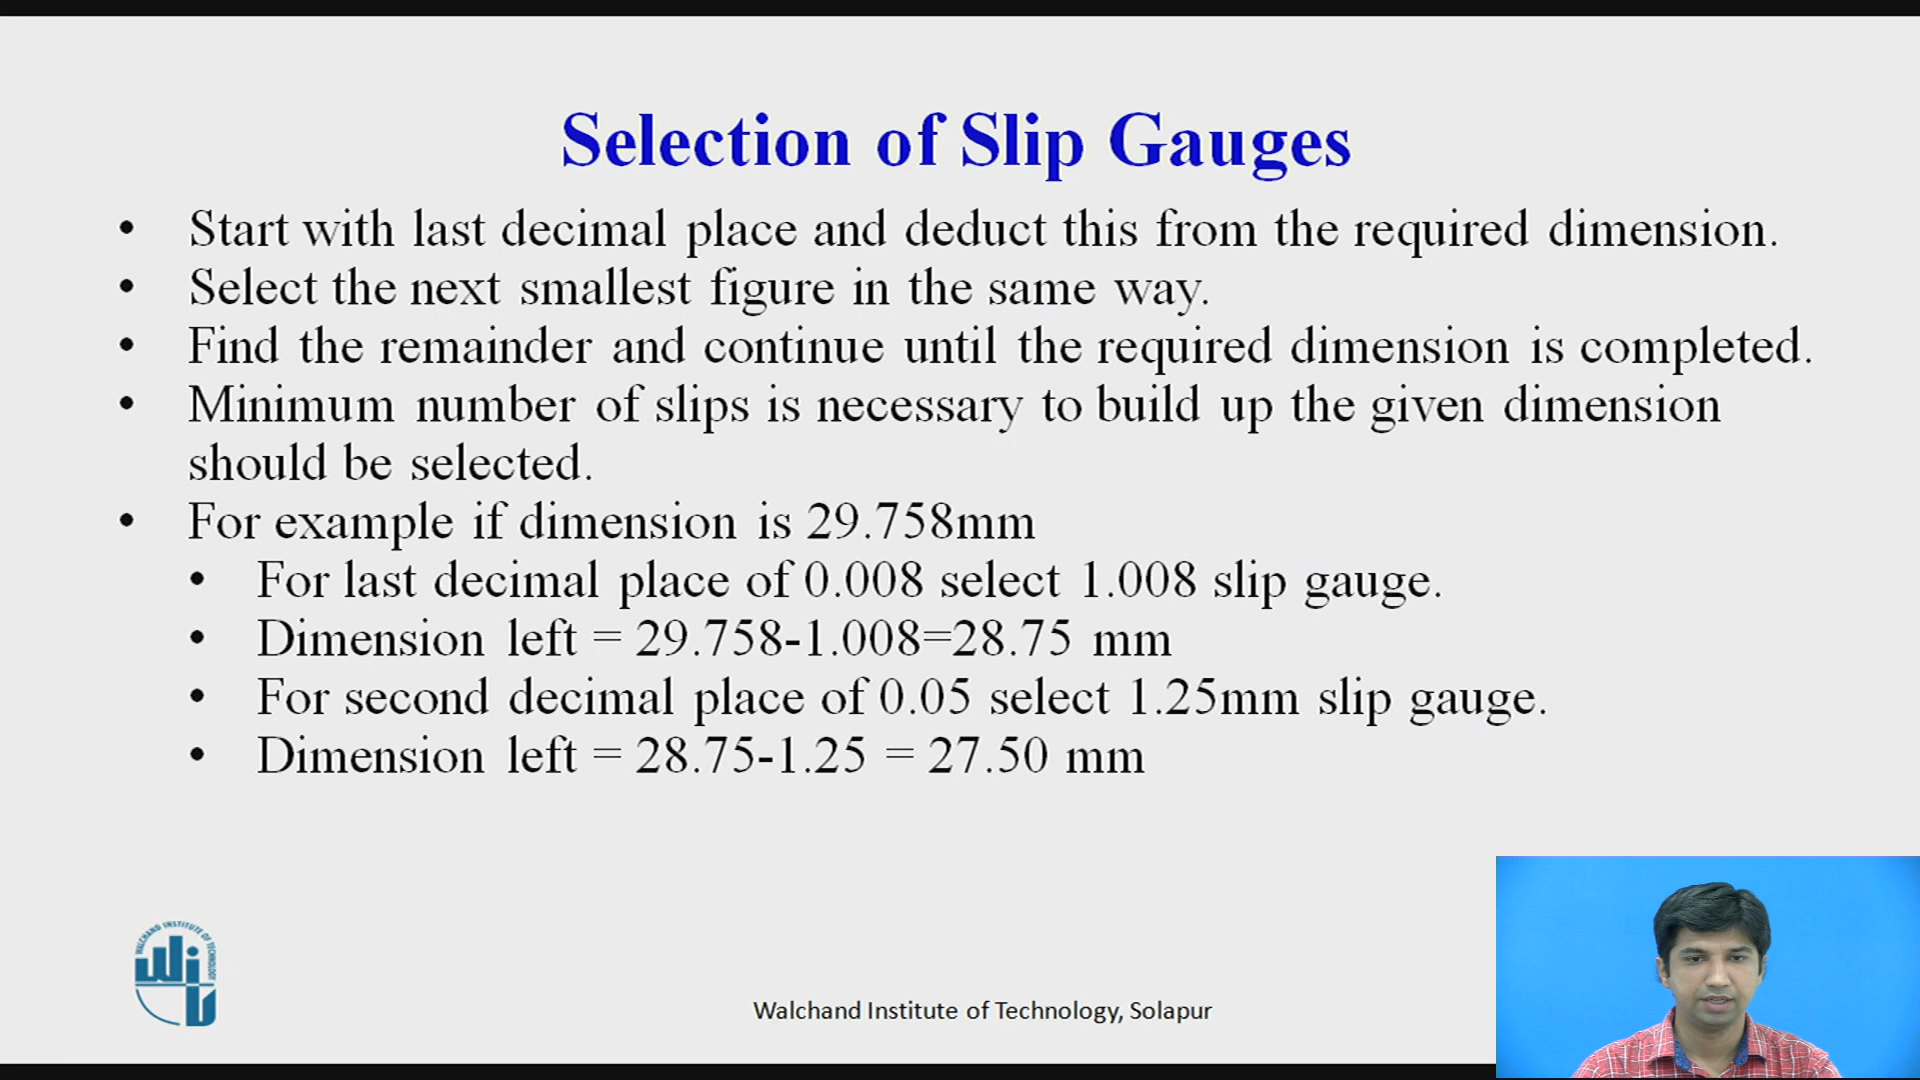 Selection of Slip Gauges
• Start with last decimal place and deduct this from the required dimension.
• Select the next smallest figure in the same way.
• Find the remainder and continue until the required dimension is completed.
• Minimum number of slips is necessary to build up the given dimension
should be selected.
• For example if dimension is 29.758mm
• For last decimal place of 0.008 select 1.008 slip gauge.
• Dimension left = 29.758-1.008=28.75 mm
• For second decimal place of 0.05 select 1.25mm slip gauge.
• Dimension left = 28.75-1.25 = 27.50 mm
WALCHAND INSTITUTE OF TECHNOLOGY
WIT
Walchand Institute of Technology, Solapur